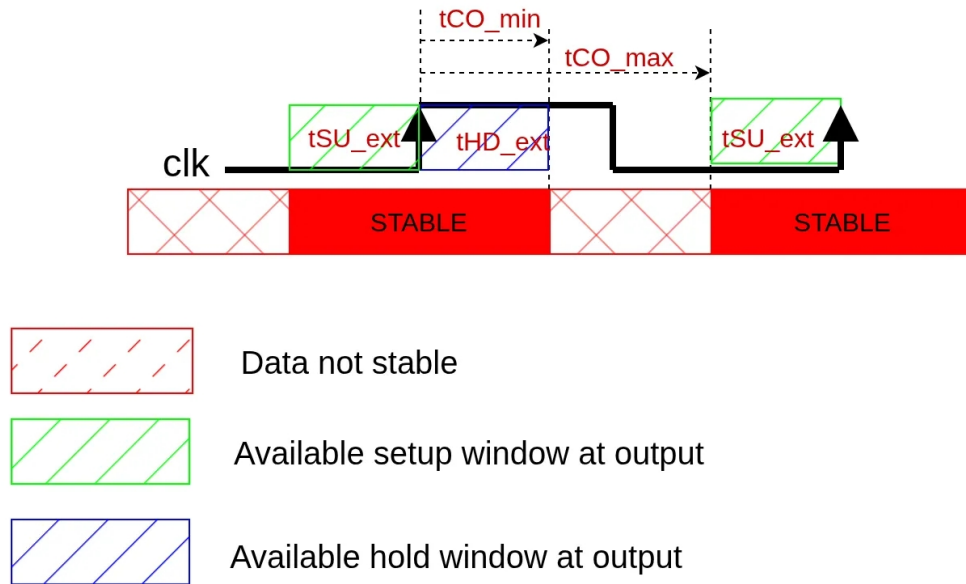 tCO_min
tCO_max
tSU_ext
tHD_ext
tSU_ext
clk
STABLE
STABLE
Data not stable
Available setup window at output
Available hold window at output